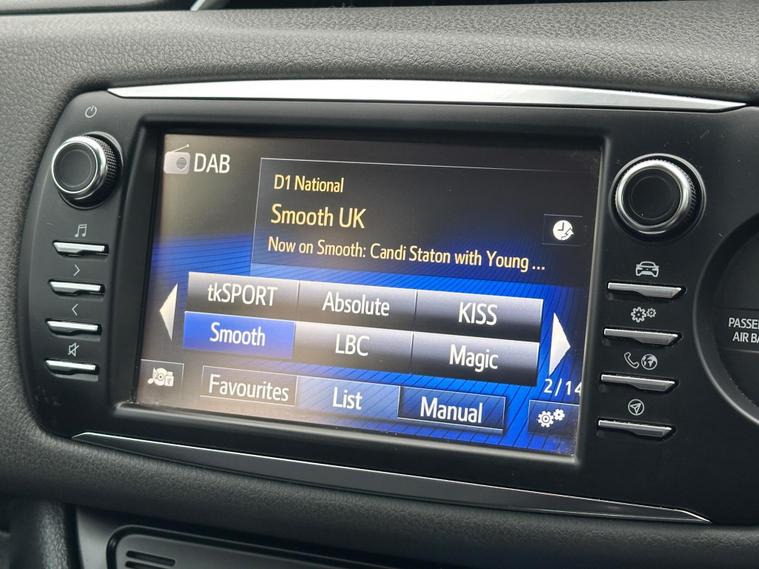 DAB
D1 National
Smooth UK
Now on Smooth: Candi Staton with Young ...
tkSPORT Absolute KISS
Smooth LBC Magic
2/14
Favourites List Manual
PASSE
AIR BA